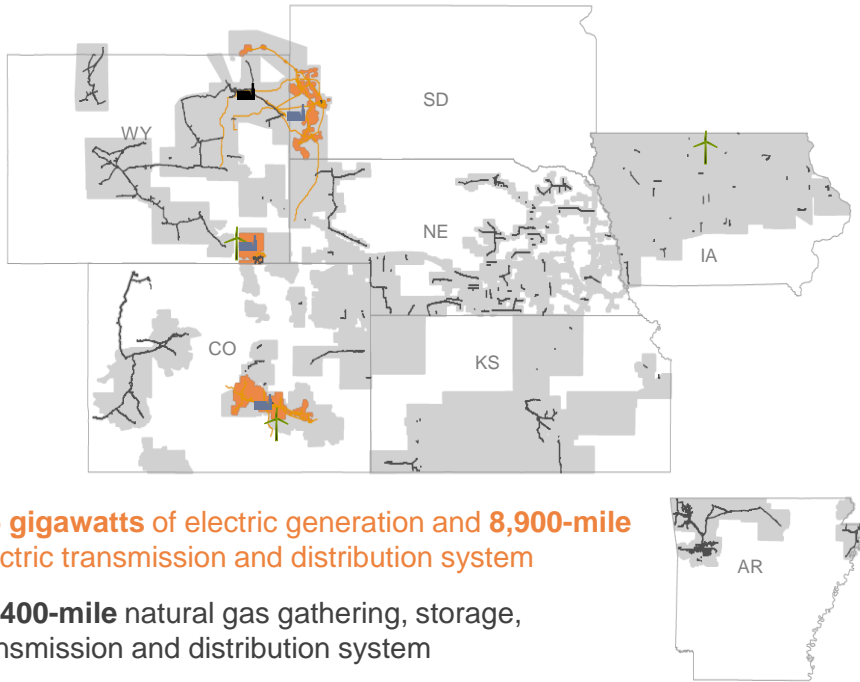 SD
WY
NE
IA
CO
KS
gigawatts of electric generation and 8,900-mile
ctric transmission and distribution system
AR
400-mile natural gas gathering, storage,
nsmission and distribution system